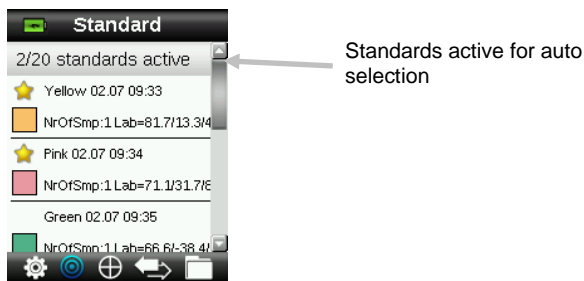 Standard
2/20 standards active
Yellow 02.07 09:33
NrOfSmp:1 Lab=81.7/13.3/4
Pink 02.07 09:34
NrOfSmp:1 Lab=71.1/31.7/8
Green 02.07 09:35
NrOfSmp:1 Lab=66.6/-38.4/
Standards active for auto
selection